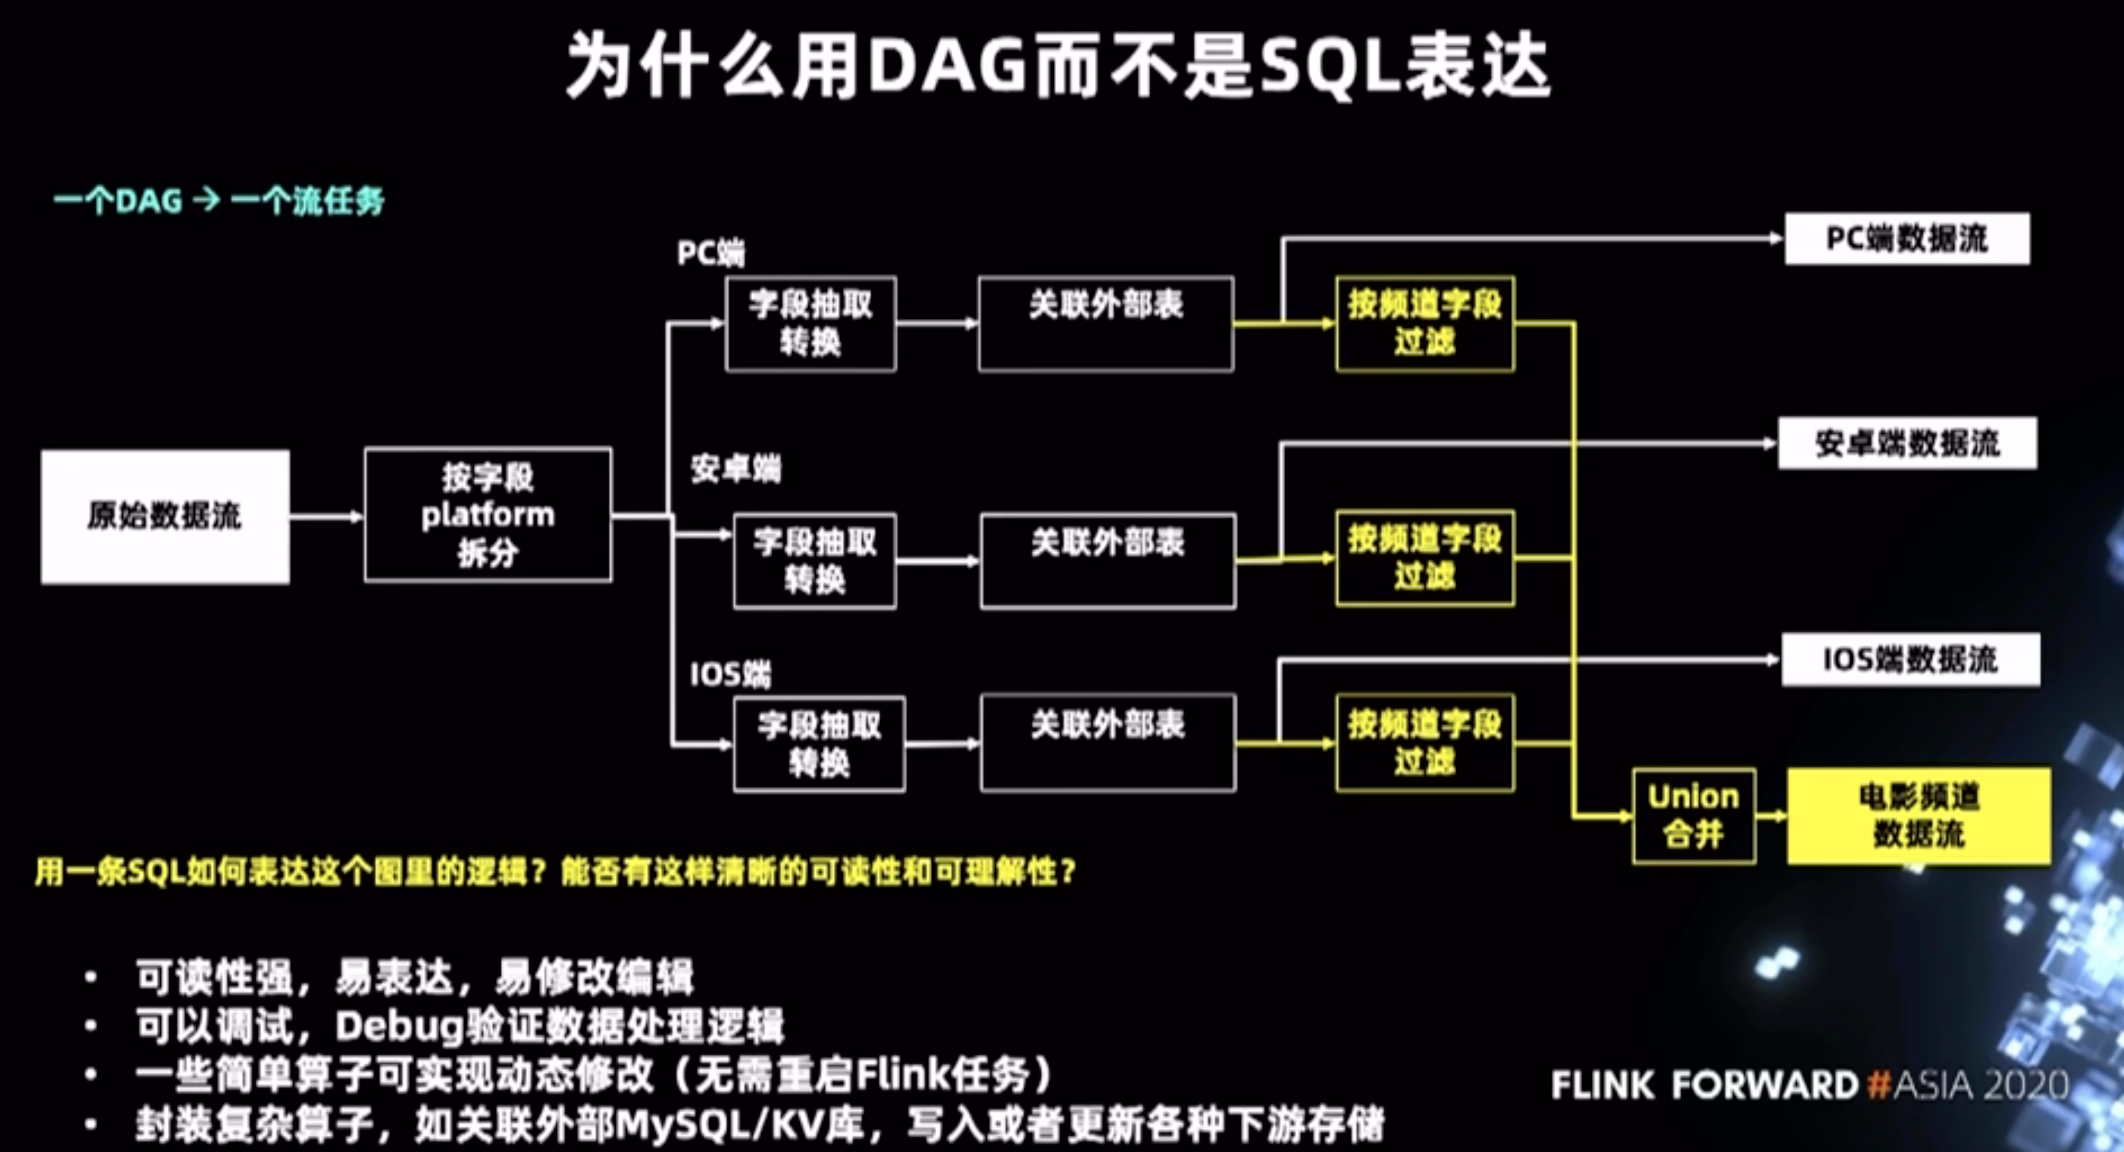 为什么用DAG而不是SQL表达
一个DAG → 一个流任务
原始数据流
按字段
platform
拆分
PC端
字段抽取
转换
关联外部表
按频道字段
过滤
PC端数据流
安卓端
字段抽取
转换
关联外部表
按频道字段
过滤
安卓端数据流
IOS端
字段抽取
转换
关联外部表
按频道字段
过滤
IOS端数据流
Union
合并
电影频道
数据流
用一条SQL如何表达这个图里的逻辑？能否有这样清晰的可读性和可理解性？
• 可读性强，易表达，易修改编辑
• 可以调试，Debug验证数据处理逻辑
• 一些简单算子可实现动态修改（无需重启Flink任务）
• 封装复杂算子，如关联外部MySQL/KV库，写入或者更新各种下游存储
FLINK FORWARD #ASIA 2020